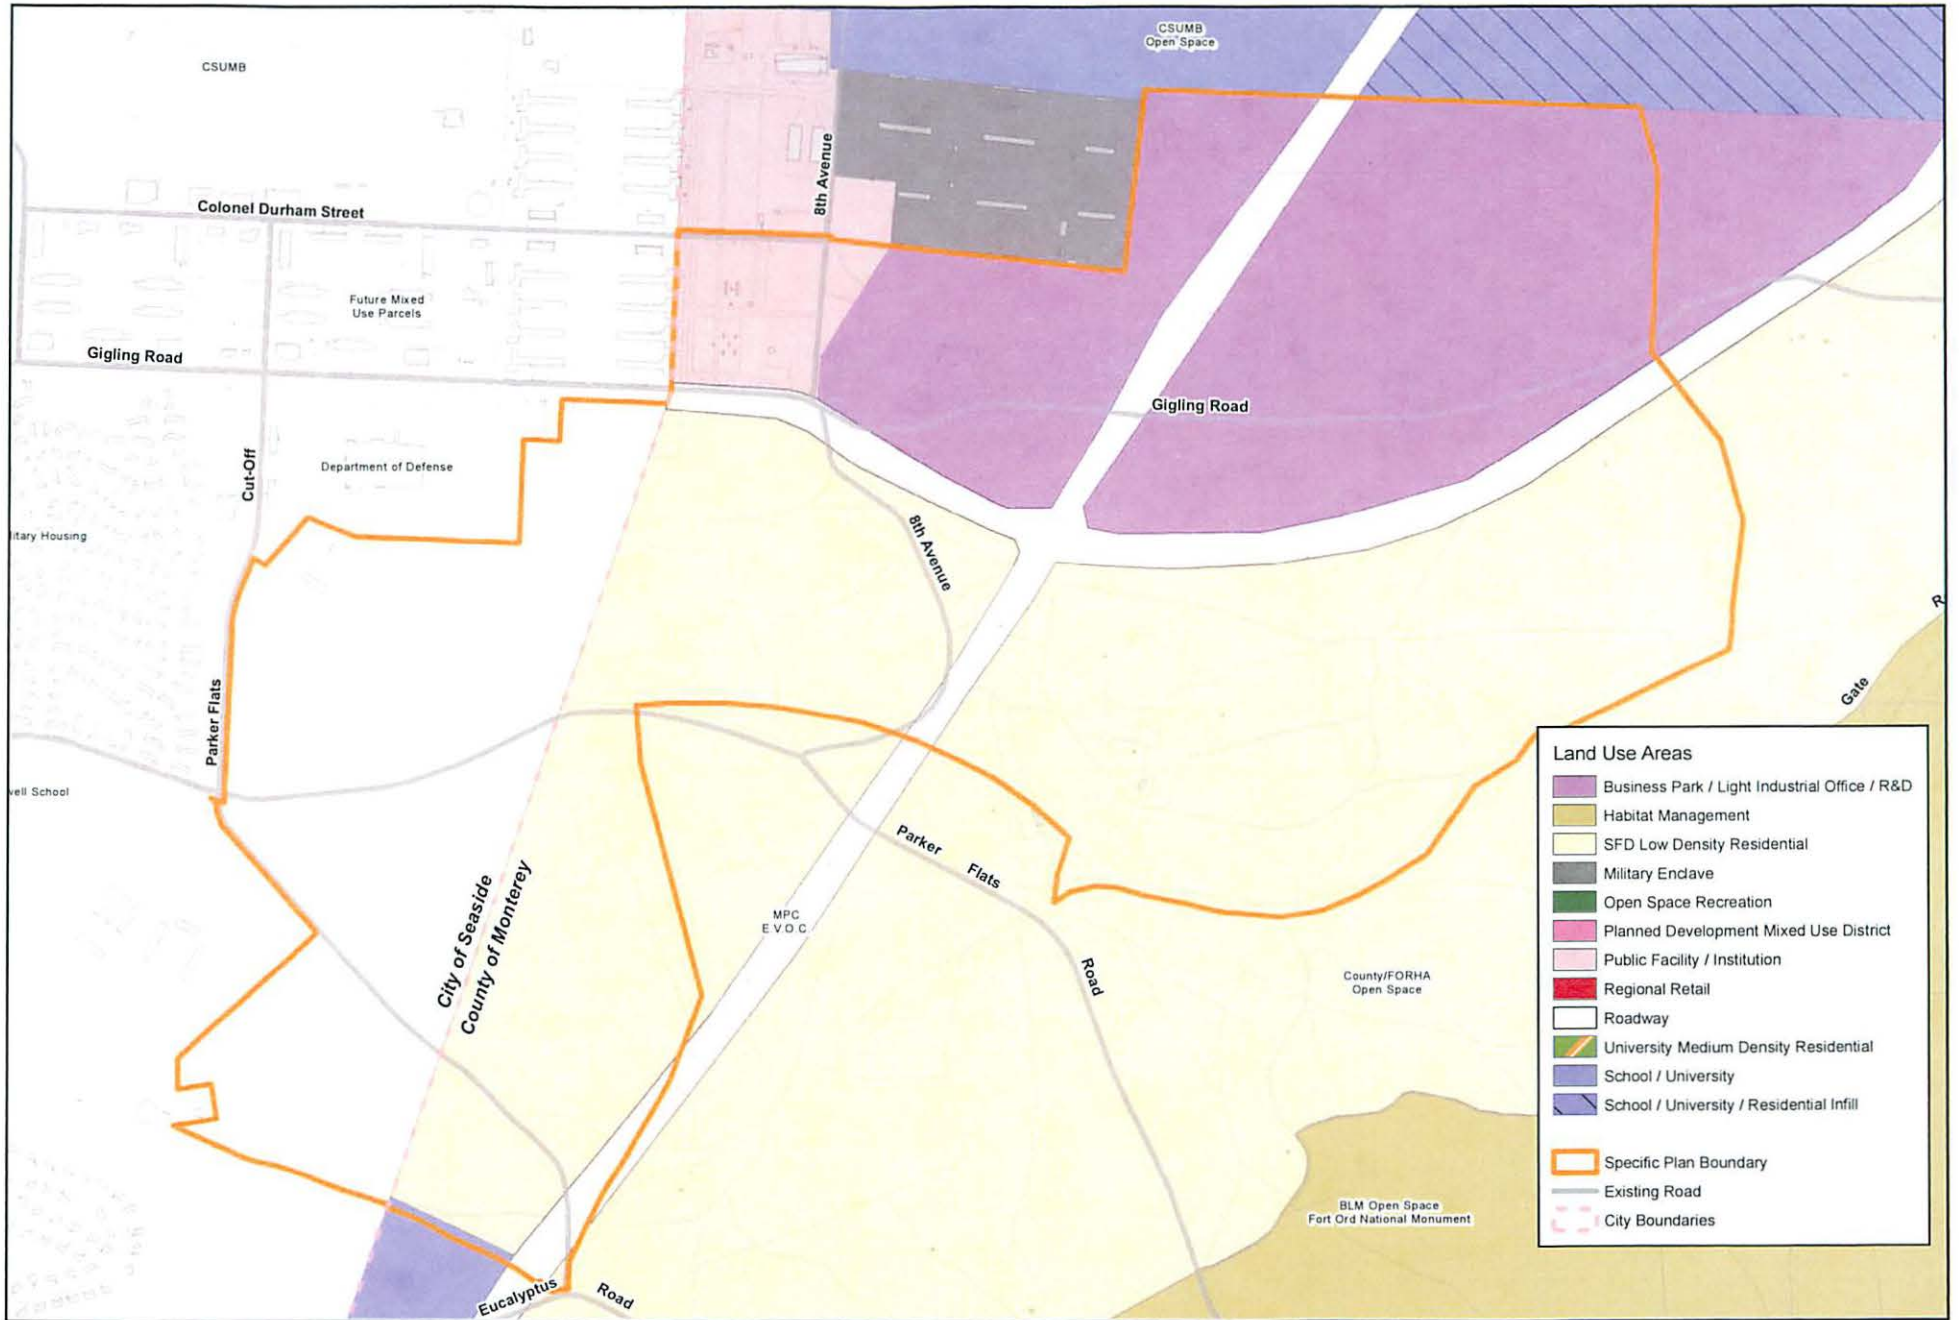 CSUMB
Open Space
CSUMB
8th Avenue
Colonel Durham Street
Future Mixed
Use Parcels
Gigling Road
Gigling Road
Cut-Off
Department of Defense
litary Housing
8th Avenue
R
Parker Flats
Gate
vell School
Parker
Flats
Road
City of Seaside
County of Monterey
MPC
E.V.O.C.
County/FORHA
Open Space
BLM Open Space
Fort Ord National Monument
Eucalyptus
Road
Land Use Areas
Business Park / Light Industrial Office / R&D
Habitat Management
SFD Low Density Residential
Military Enclave
Open Space Recreation
Planned Development Mixed Use District
Public Facility / Institution
Regional Retail
Roadway
University Medium Density Residential
School / University
School / University / Residential Infill
Specific Plan Boundary
Existing Road
City Boundaries